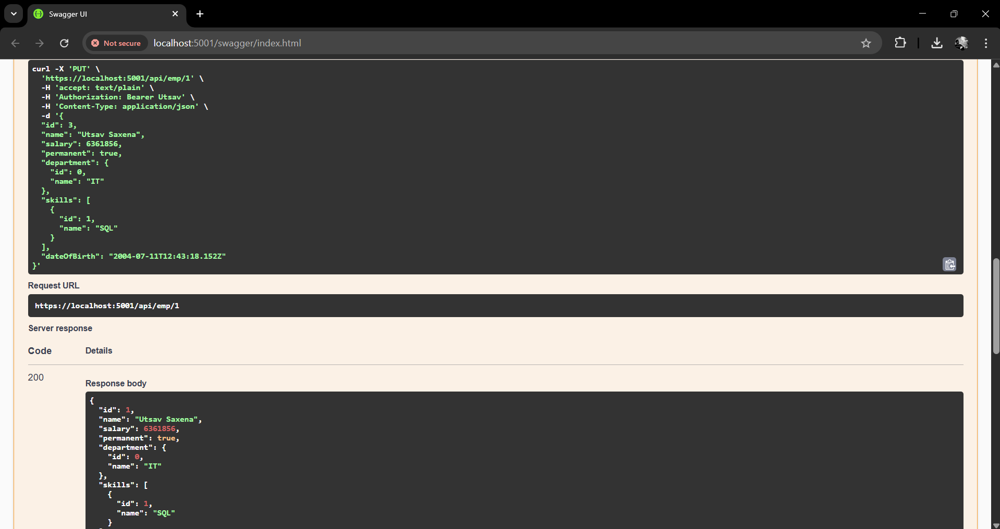 Swagger UI
Not secure
localhost:5001/swagger/index.html
curl -X 'PUT' \
  'https://localhost:5001/api/emp/1' \
  -H 'accept: text/plain' \
  -H 'Authorization: Bearer Utsav' \
  -H 'Content-Type: application/json' \
  -d '{
  "id": 3,
  "name": "Utsav Saxena",
  "salary": 6361856,
  "permanent": true,
  "department": {
    "id": 0,
    "name": "IT"
  },
  "skills": [
    {
      "id": 1,
      "name": "SQL"
    }
  ],
  "dateOfBirth": "2004-07-11T12:43:18.152Z"
}'
Request URL
https://localhost:5001/api/emp/1
Server response
Code Details
200
Response body
{
  "id": 1,
  "name": "Utsav Saxena",
  "salary": 6361856,
  "permanent": true,
  "department": {
    "id": 0,
    "name": "IT"
  },
  "skills": [
    {
      "id": 1,
      "name": "SQL"
    }